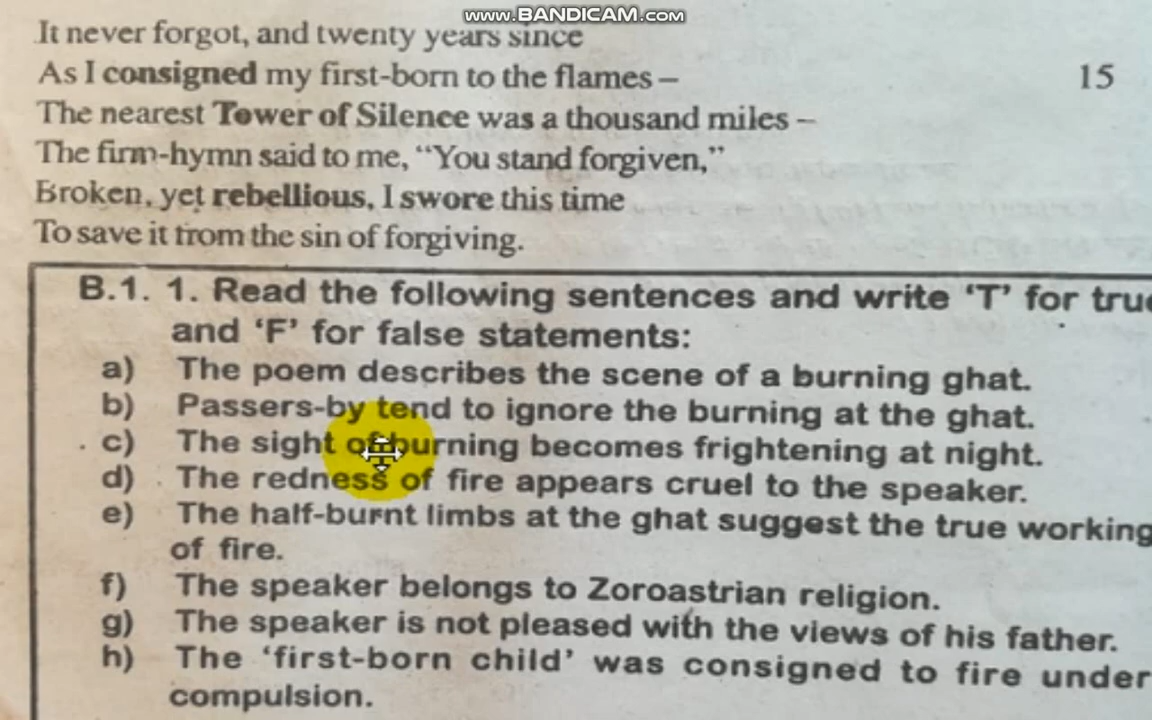 www.BANDICAM.com
It never forgot, and twenty years since
As I consigned my first-born to the flames – 15
The nearest Tower of Silence was a thousand miles –
The firm-hymn said to me, “You stand forgiven,”
Broken, yet rebellious, I swore this time
To save it from the sin of forgiving.
B.1. 1. Read the following sentences and write ‘T’ for true
and ‘F’ for false statements:
a) The poem describes the scene of a burning ghat.
b) Passers-by tend to ignore the burning at the ghat.
c) The sight of burning becomes frightening at night.
d) The redness of fire appears cruel to the speaker.
e) The half-burnt limbs at the ghat suggest the true working
of fire.
f) The speaker belongs to Zoroastrian religion.
g) The speaker is not pleased with the views of his father.
h) The ‘first-born child’ was consigned to fire under
compulsion.